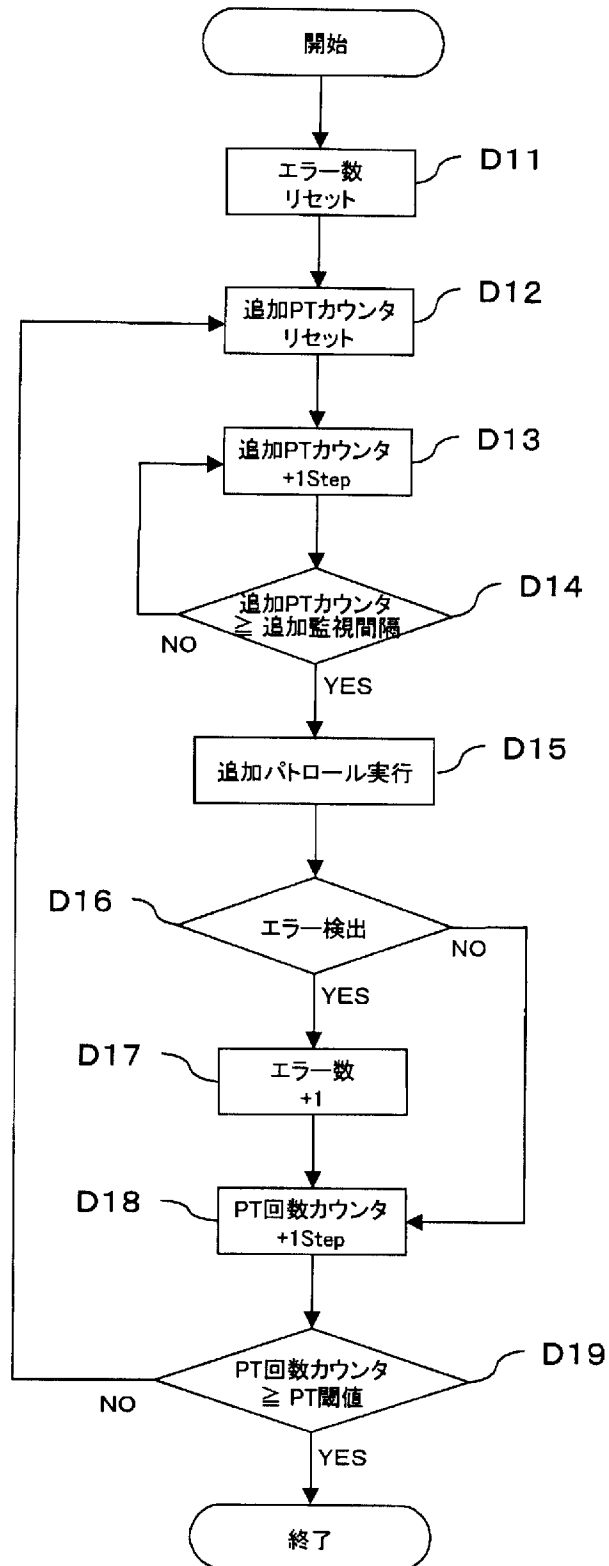 開始
エラー数
リセット
D11
追加PTカウンタ
リセット
D12
追加PTカウンタ
+1Step
D13
追加PTカウンタ
≧ 追加監視間隔
D14
NO
YES
追加パトロール実行
D15
D16
エラー検出
NO
YES
D17
エラー数
+1
D18
PT回数カウンタ
+1Step
PT回数カウンタ
≧ PT閾値
D19
NO
YES
終了